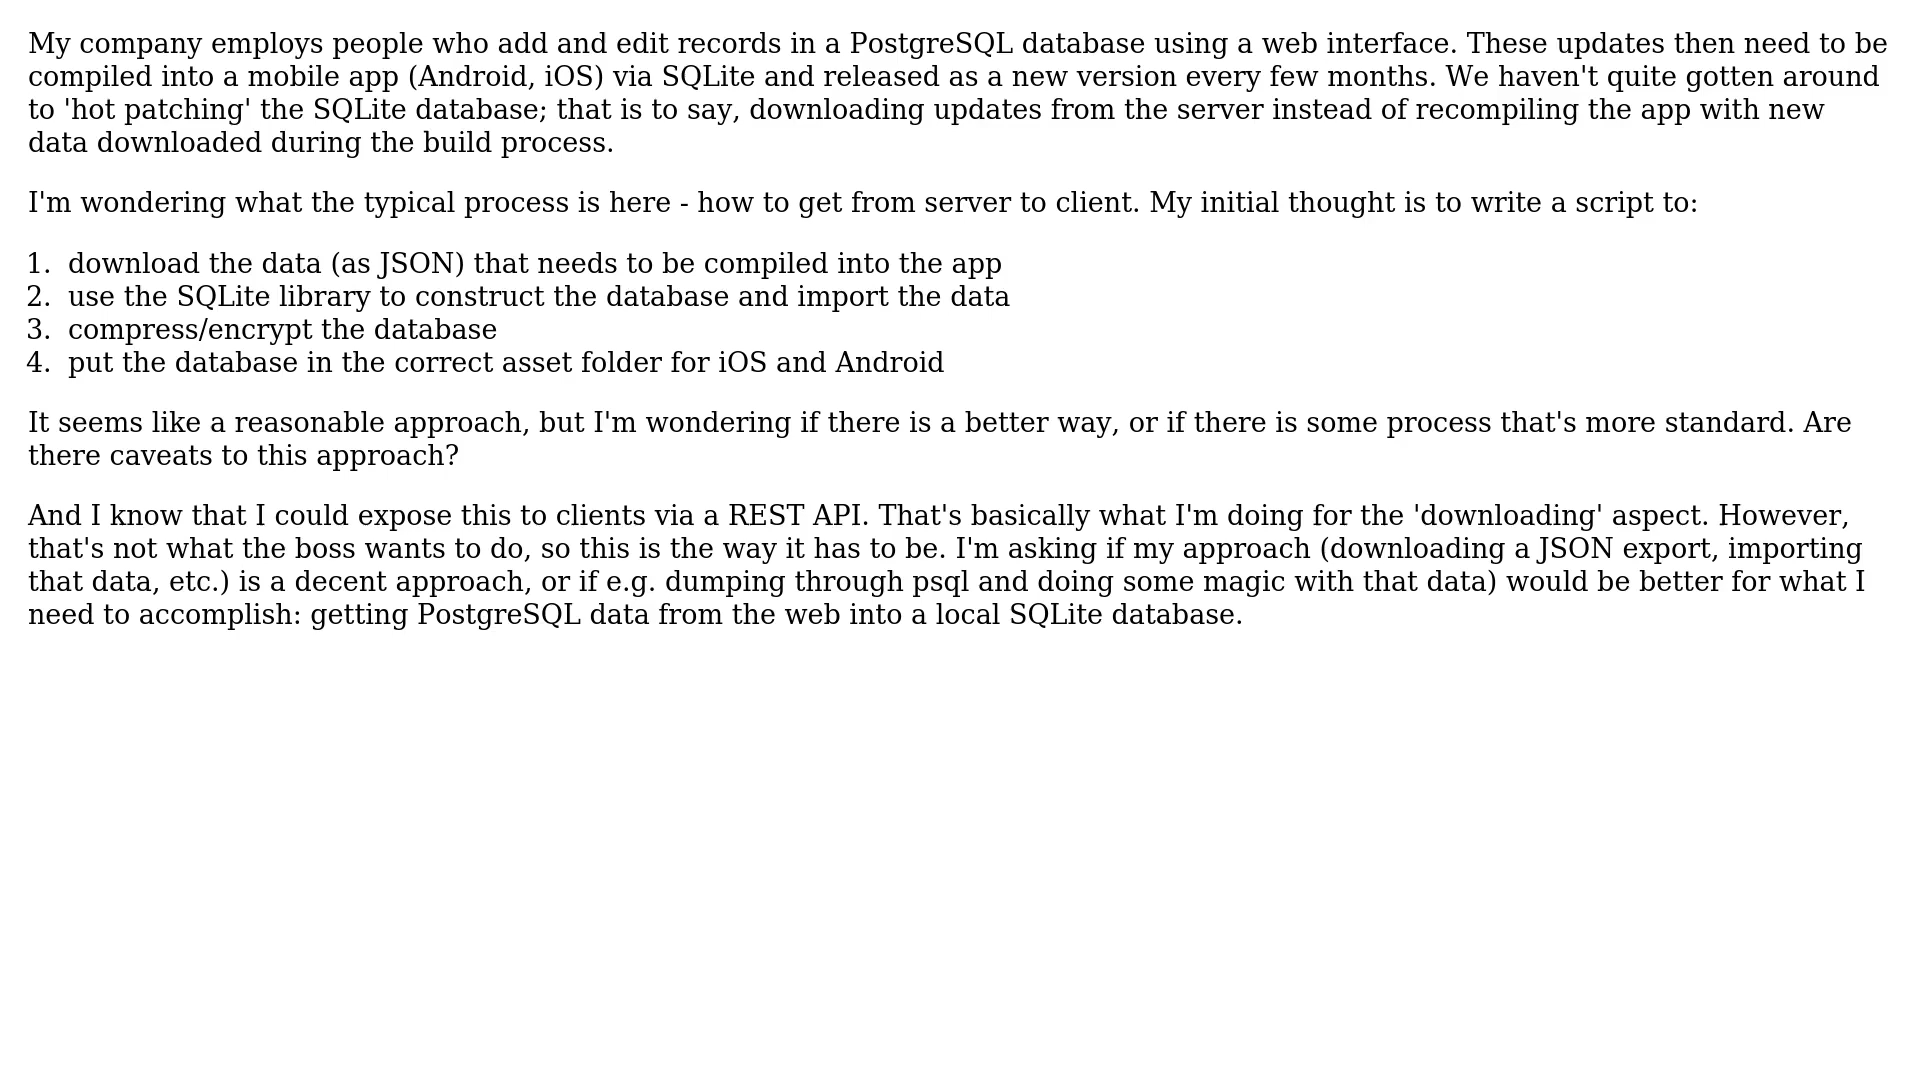 My company employs people who add and edit records in a PostgreSQL database using a web interface. These updates then need to be
compiled into a mobile app (Android, iOS) via SQLite and released as a new version every few months. We haven't quite gotten around
to 'hot patching' the SQLite database; that is to say, downloading updates from the server instead of recompiling the app with new
data downloaded during the build process.
I'm wondering what the typical process is here - how to get from server to client. My initial thought is to write a script to:
1. download the data (as JSON) that needs to be compiled into the app
2. use the SQLite library to construct the database and import the data
3. compress/encrypt the database
4. put the database in the correct asset folder for iOS and Android
It seems like a reasonable approach, but I'm wondering if there is a better way, or if there is some process that's more standard. Are
there caveats to this approach?
And I know that I could expose this to clients via a REST API. That's basically what I'm doing for the 'downloading' aspect. However,
that's not what the boss wants to do, so this is the way it has to be. I'm asking if my approach (downloading a JSON export, importing
that data, etc.) is a decent approach, or if e.g. dumping through psql and doing some magic with that data) would be better for what I
need to accomplish: getting PostgreSQL data from the web into a local SQLite database.